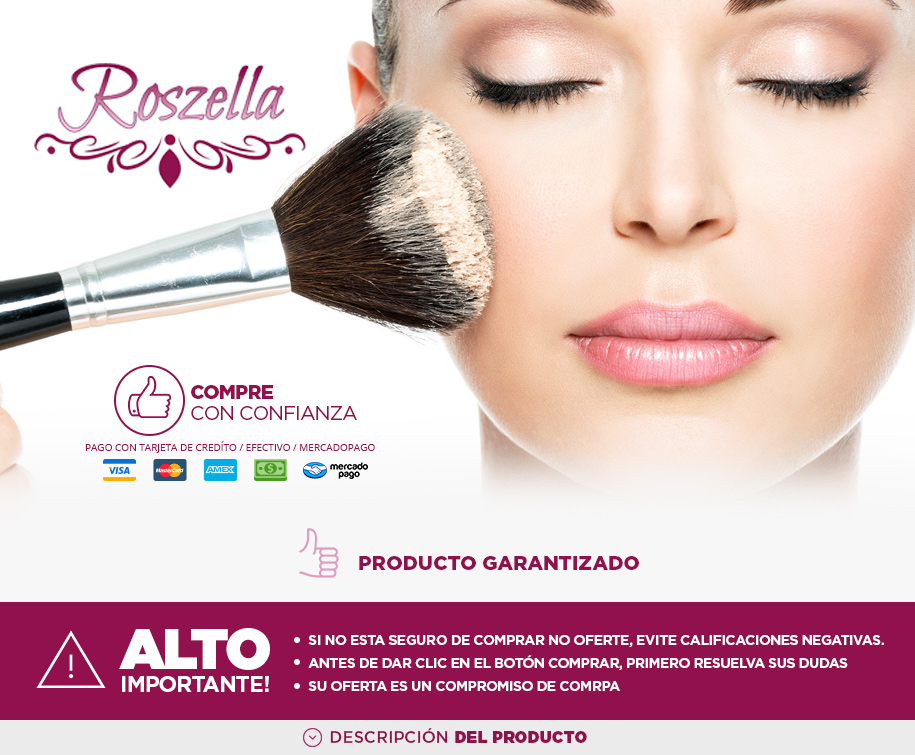 Roszella
COMPRE
CON CONFIANZA
PAGO CON TARJETA DE CREDÍTO / EFECTIVO / MERCADOPAGO
VISA
MasterCard
AMEX
mercado
pago
PRODUCTO GARANTIZADO
ALTO
IMPORTANTE!
• SI NO ESTA SEGURO DE COMPRAR NO OFERTE, EVITE CALIFICACIONES NEGATIVAS.
• ANTES DE DAR CLIC EN EL BOTÓN COMPRAR, PRIMERO RESUELVA SUS DUDAS
• SU OFERTA ES UN COMPROMISO DE COMRPA
DESCRIPCIÓN DEL PRODUCTO